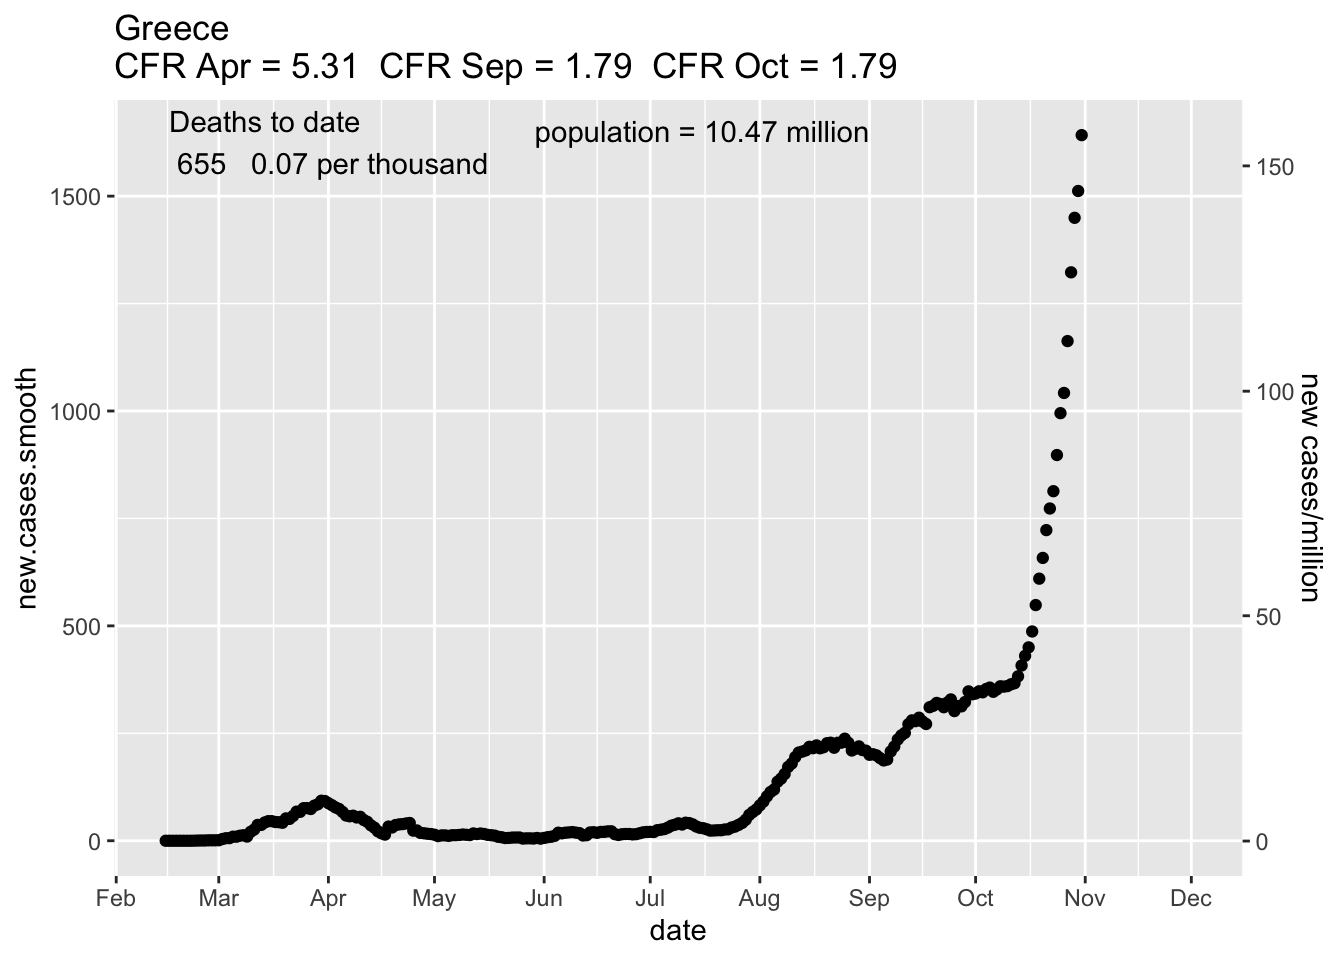 Greece
CFR Apr = 5.31  CFR Sep = 1.79  CFR Oct = 1.79
Deaths to date
655   0.07 per thousand
population = 10.47 million
new.cases.smooth
1500
1000
500
0
150
100
50
0
new cases/million
Feb Mar Apr May Jun Jul Aug Sep Oct Nov Dec
date